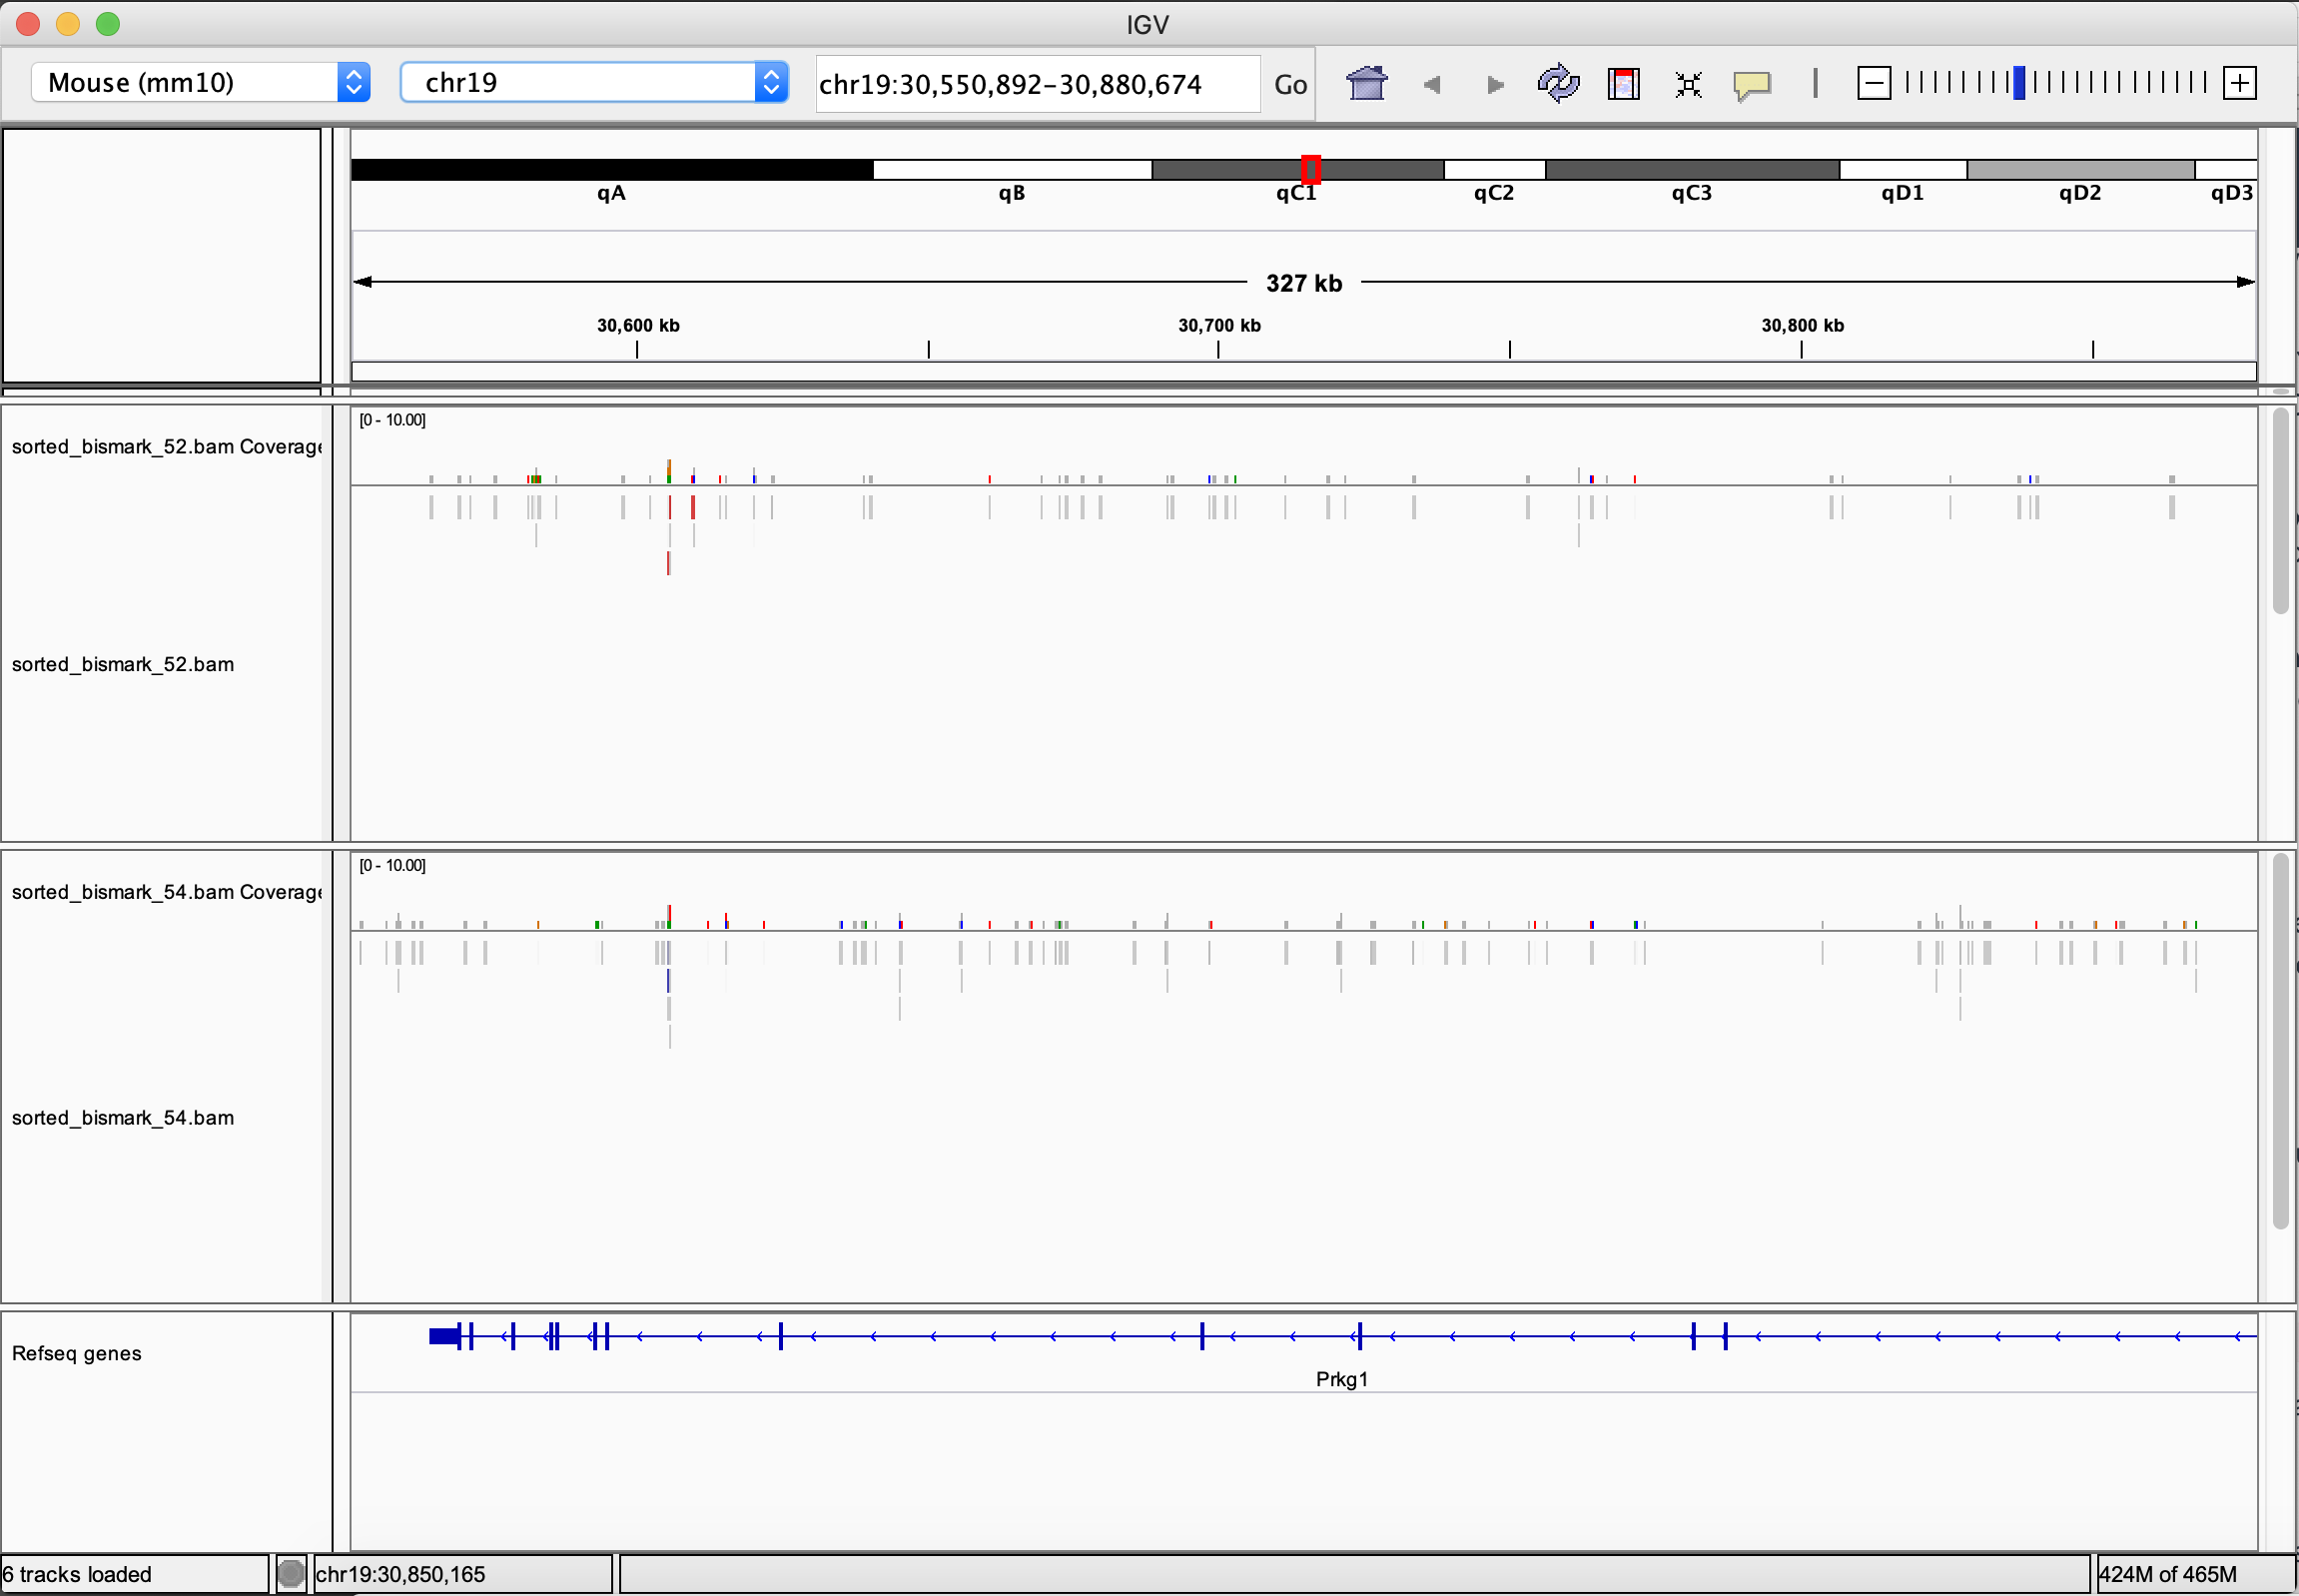 IGV
Mouse (mm10) chr19 chr19:30,550,892-30,880,674 Go
qA qB qC1 qC2 qC3 qD1 qD2 qD3
327 kb
30,600 kb 30,700 kb 30,800 kb
[0 - 10.00]
sorted_bismark_52.bam Coverage
sorted_bismark_52.bam
[0 - 10.00]
sorted_bismark_54.bam Coverage
sorted_bismark_54.bam
Refseq genes
Prkg1
6 tracks loaded chr19:30,850,165 424M of 465M